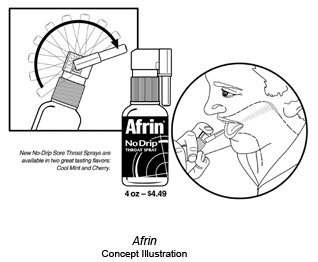 Afrin
No Drip
THROAT SPRAY
New No-Drip Sore Throat Sprays are
available in two great tasting flavors:
Cool Mint and Cherry.
4 oz – $4.49
Afrin
Concept Illustration